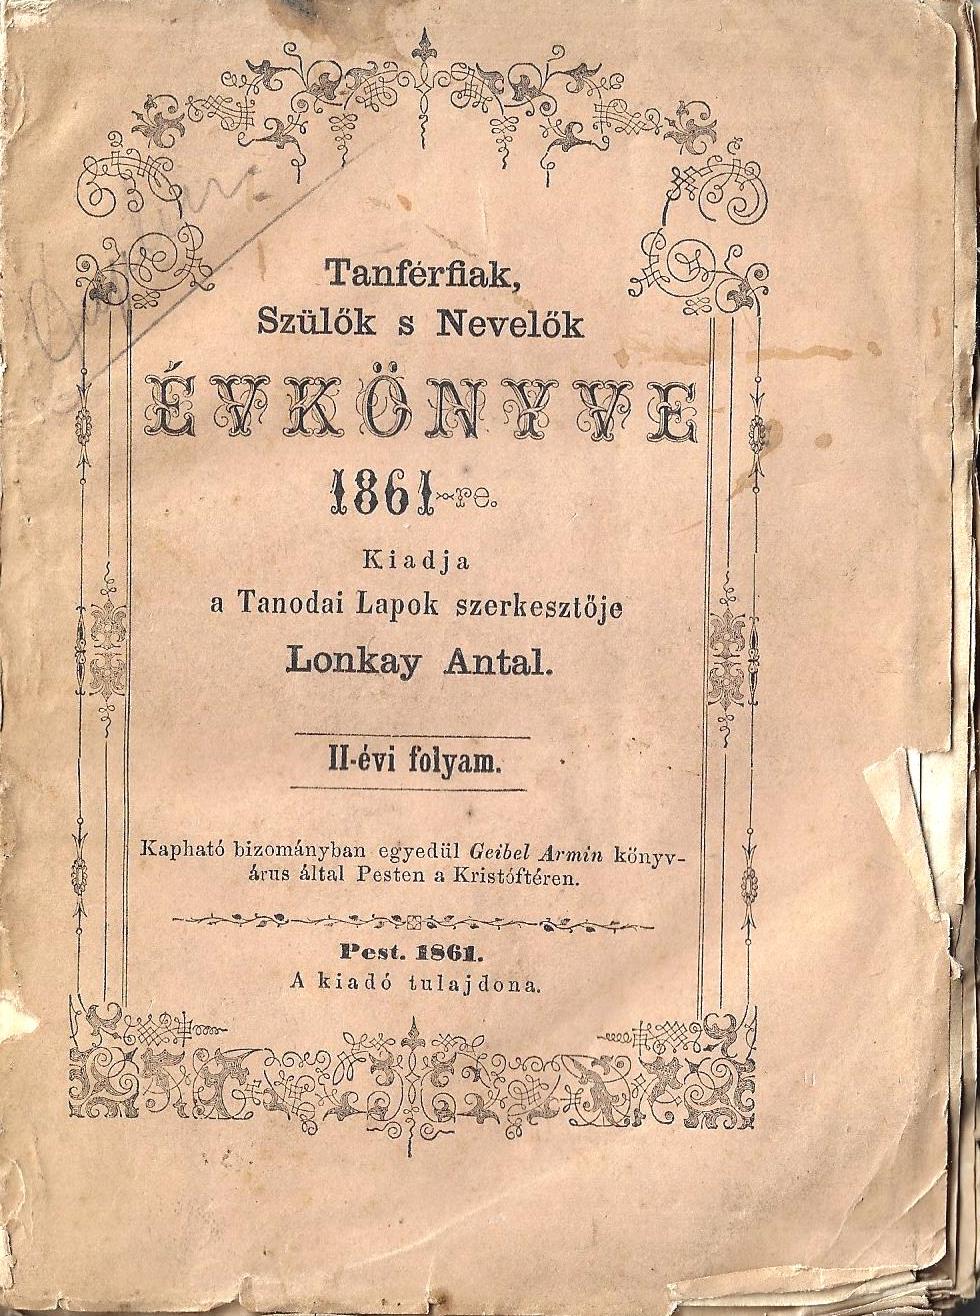 Tanférfiak,
Szülők s Nevelők
ÉVKÖNYVE
1861-re.
Kiadja
a Tanodai Lapok szerkesztője
Lonkay Antal.
II-évi folyam.
Kapható bizományban egyedül Geibel Armin könyv-
árus által Pesten a Kristóftéren.
Pest. 1861.
A kiadó tulajdona.